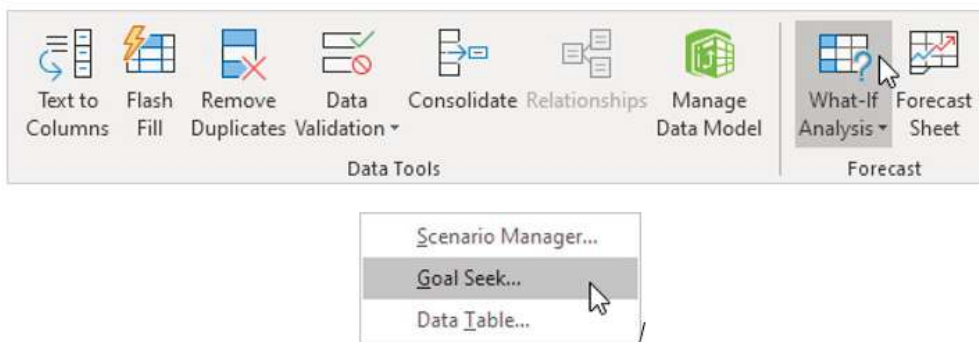 Text to Columns
Flash Fill
Remove Duplicates
Data Validation
Consolidate
Relationships
Manage Data Model
What-If Analysis
Forecast Sheet
Data Tools
Forecast
Scenario Manager...
Goal Seek...
Data Table...
/